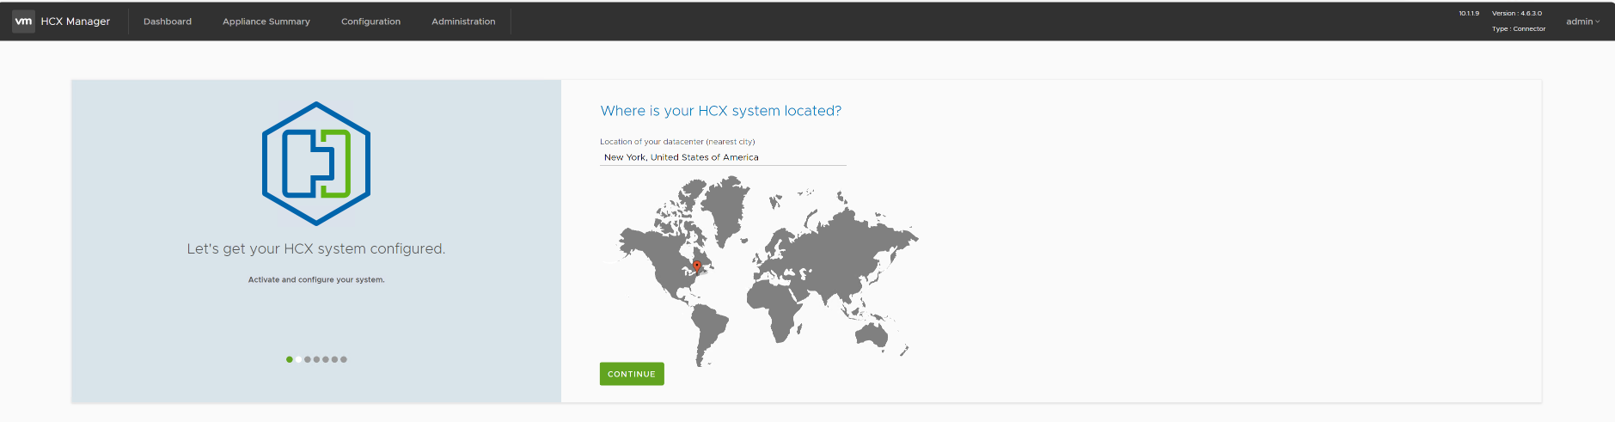 vm HCX Manager Dashboard Appliance Summary Configuration Administration
10.1.1.9 Version : 4.6.3.0 admin
Type : Connector
Where is your HCX system located?
Location of your datacenter (nearest city)
New York, United States of America
Let's get your HCX system configured.
Activate and configure your system.
CONTINUE